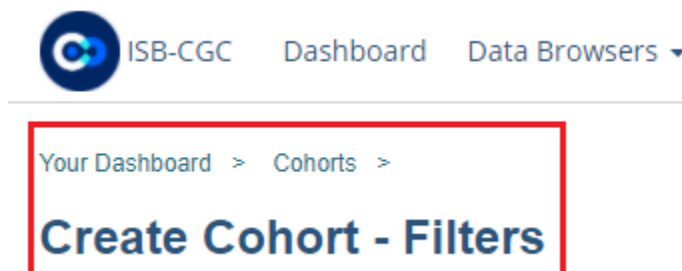 ISB-CGC Dashboard Data Browsers
Your Dashboard > Cohorts >
Create Cohort - Filters